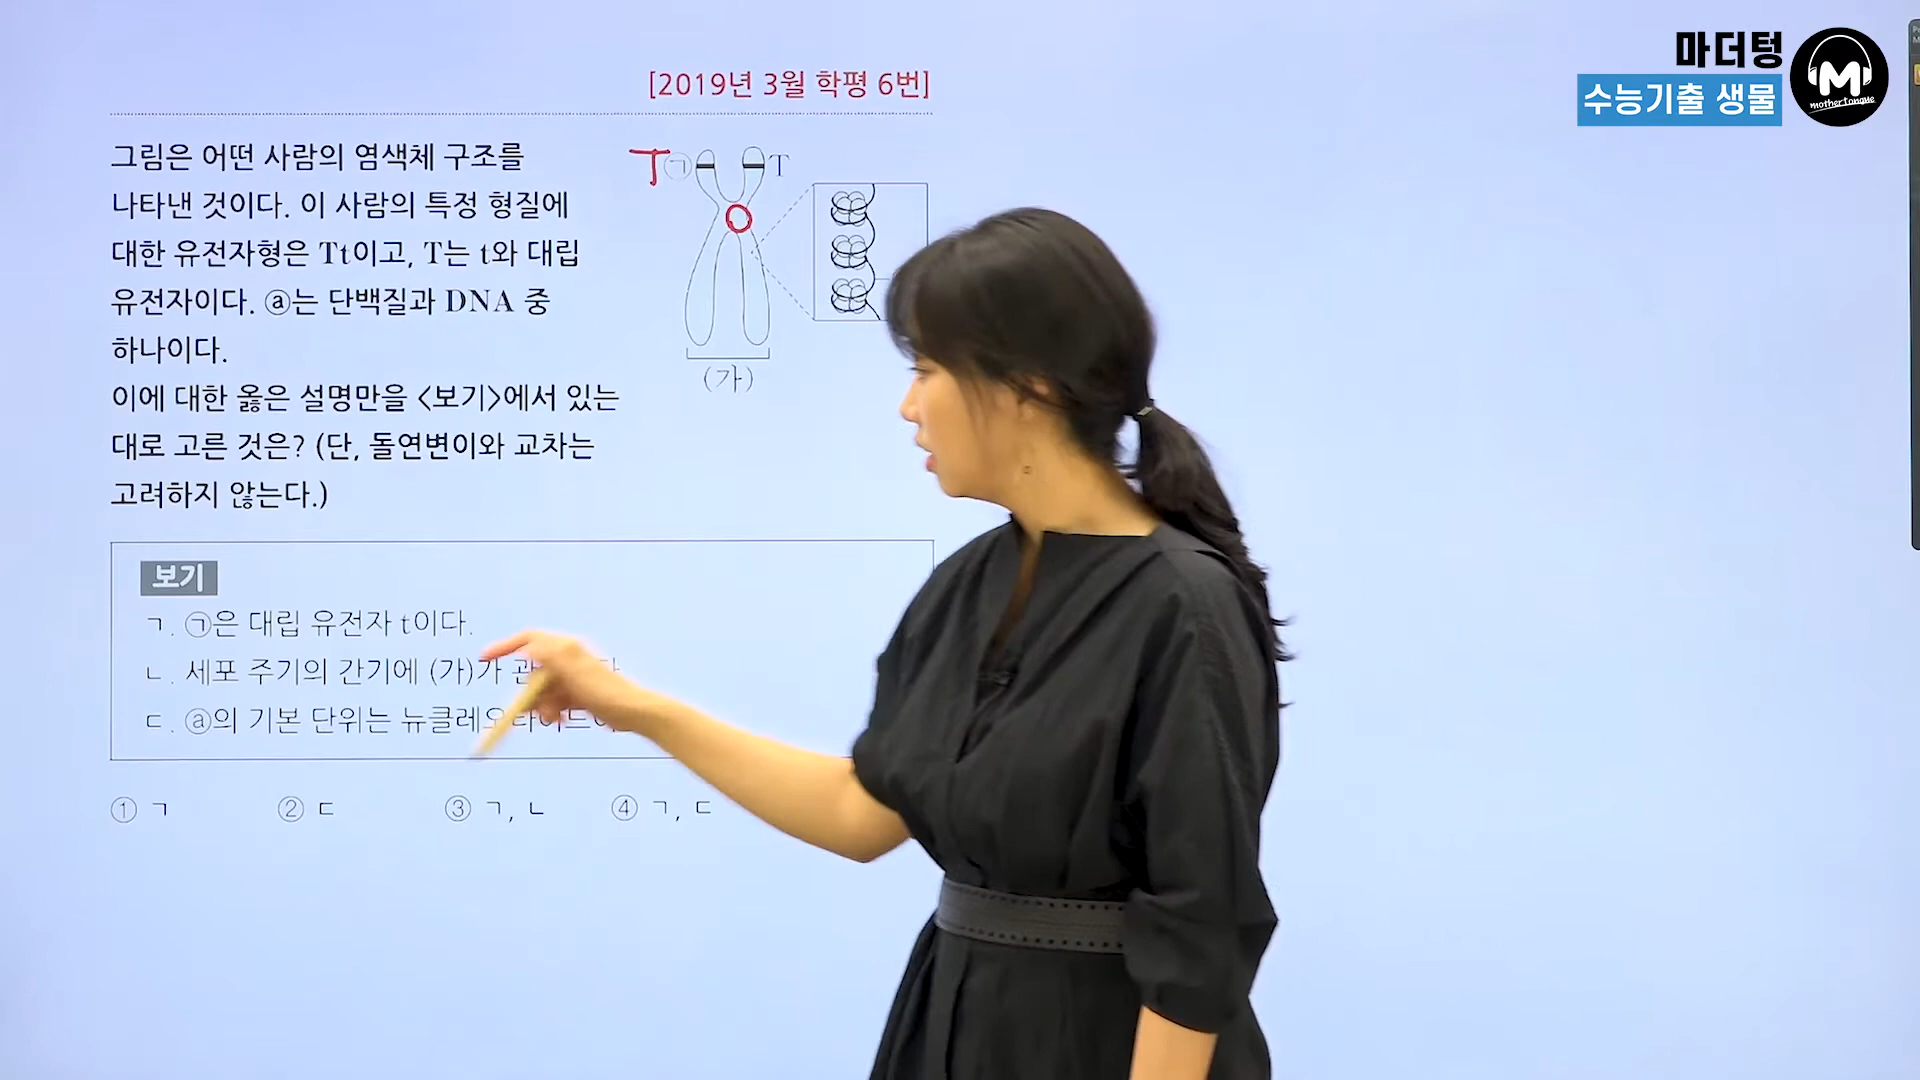 마더텅
수능기출 생물
mothertongue
[2019년 3월 학평 6번]
그림은 어떤 사람의 염색체 구조를
나타낸 것이다. 이 사람의 특정 형질에
대한 유전자형은 Tt이고, T는 t와 대립
유전자이다. ⓐ는 단백질과 DNA 중
하나이다.
이에 대한 옳은 설명만을 <보기>에서 있는
대로 고른 것은? (단, 돌연변이와 교차는
고려하지 않는다.)
T ㉠ T
(가)
보기
ㄱ. ㉠은 대립 유전자 t이다.
ㄴ. 세포 주기의 간기에 (가)가
ㄷ. ⓐ의 기본 단위는
① ㄱ ② ㄷ ③ ㄱ, ㄴ ④ ㄱ, ㄷ